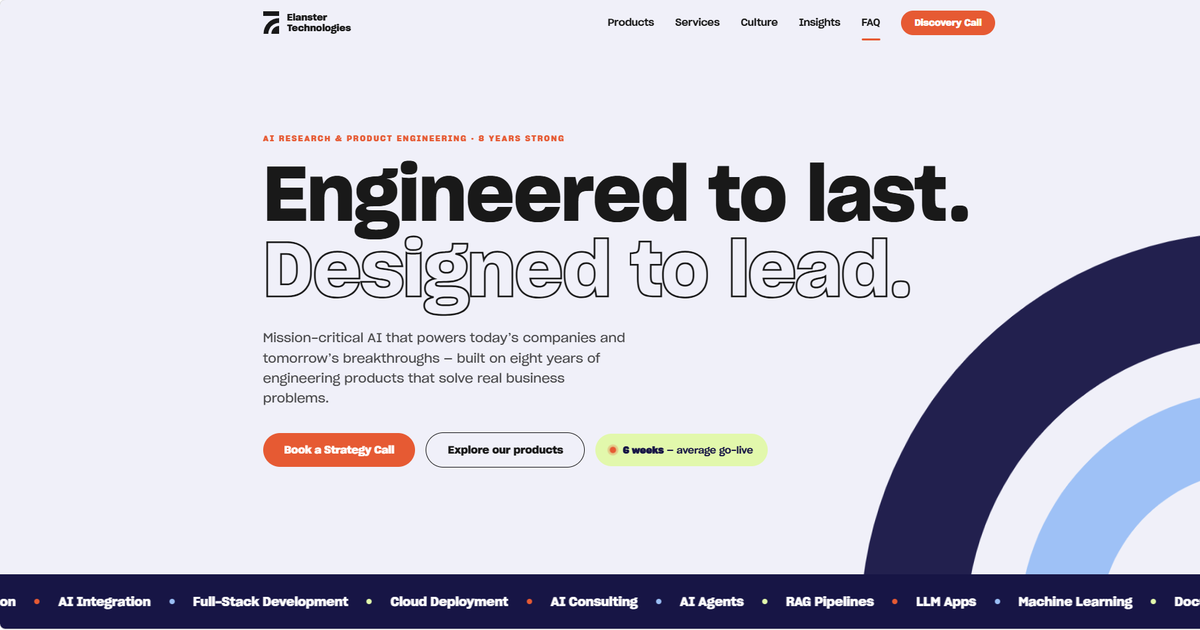 Elanster
Technologies
Products Services Culture Insights FAQ Discovery Call
AI RESEARCH & PRODUCT ENGINEERING · 8 YEARS STRONG
Engineered to last.
Designed to lead.
Mission-critical AI that powers today's companies and
tomorrow's breakthroughs — built on eight years of
engineering products that solve real business
problems.
Book a Strategy Call Explore our products 6 weeks — average go-live
on • AI Integration • Full-Stack Development • Cloud Deployment • AI Consulting • AI Agents • RAG Pipelines • LLM Apps • Machine Learning • Doc